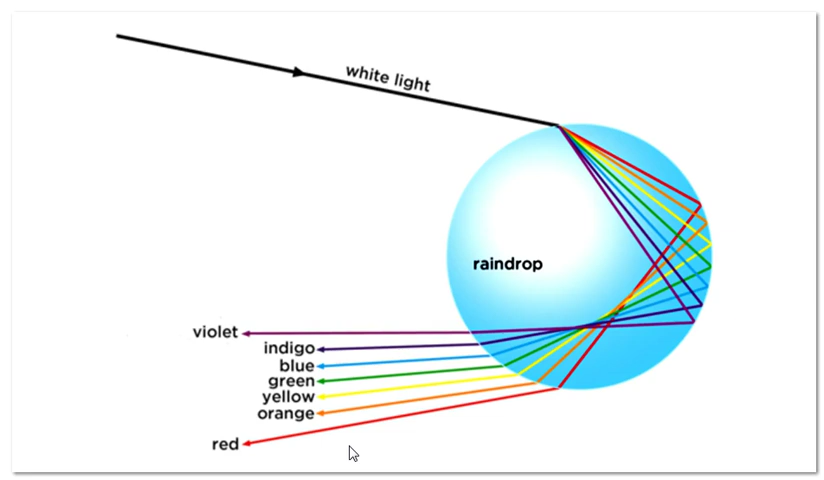 white light
raindrop
violet
indigo
blue
green
yellow
orange
red